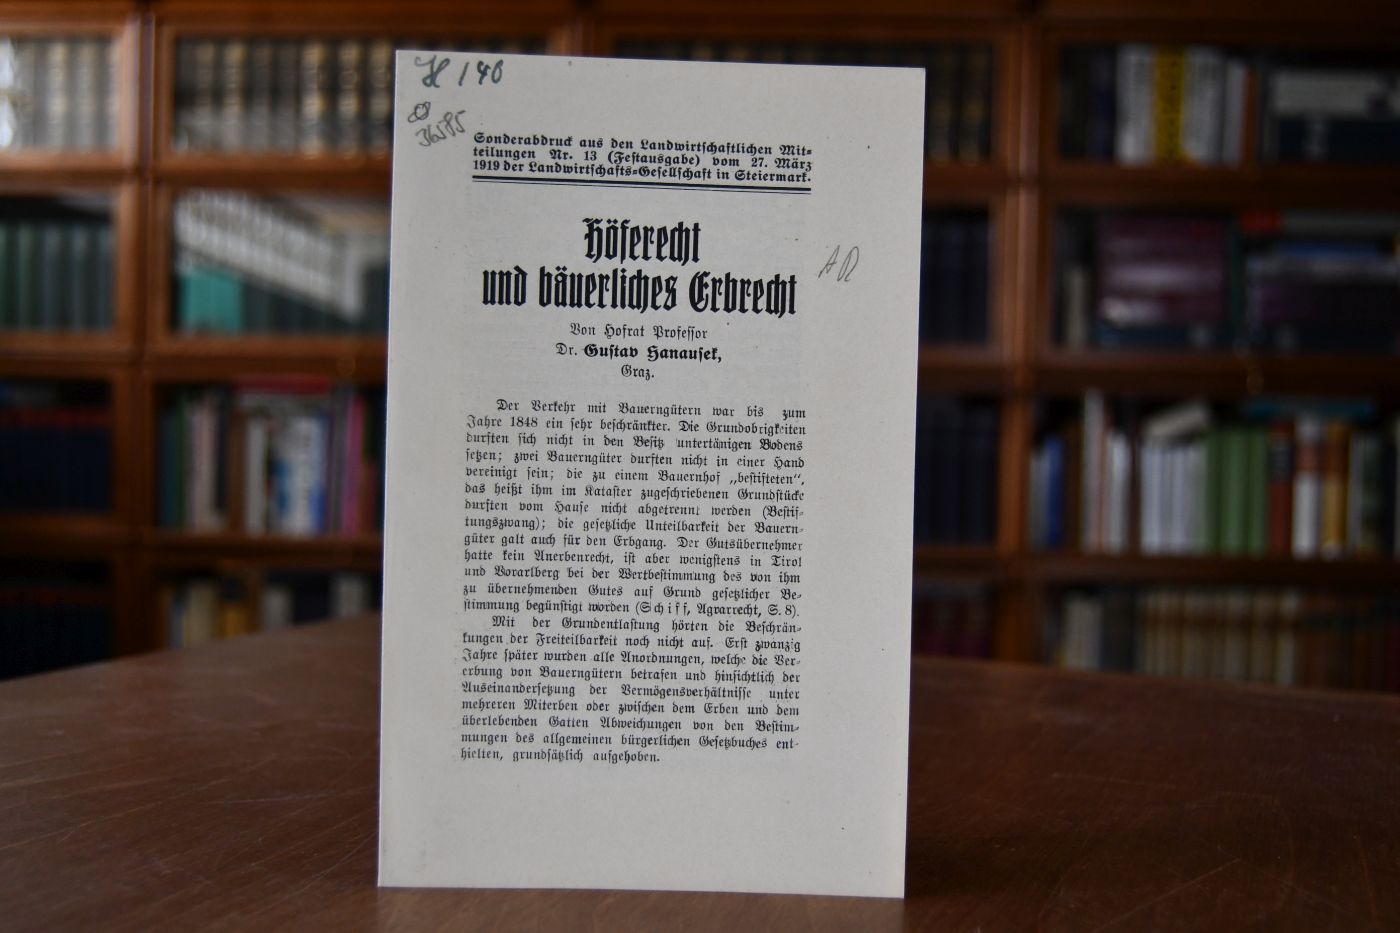 H 140
36585
Sonderabdruck aus den Landwirtschaftlichen Mit-
teilungen Nr. 13 (Festausgabe) vom 27. März
1919 der Landwirtschafts-Gesellschaft in Steiermark.
Höferecht
und bäuerliches Erbrecht
AR
Von Hofrat Professor
Dr. Gustav Hanausek,
Graz.
Der Verkehr mit Bauerngütern war bis zum
Jahre 1848 ein sehr beschränkter. Die Grundobrigkeiten
durften sich nicht in den Besitz untertänigen Bodens
setzen; zwei Bauerngüter durften nicht in einer Hand
vereinigt sein; die zu einem Bauernhof „bestifteten“,
das heißt ihm im Kataster zugeschriebenen Grundstücke
durften vom Hause nicht abgetrennt werden (Bestif-
tungszwang); die gesetzliche Unteilbarkeit der Bauern-
güter galt auch für den Erbgang. Der Gutsübernehmer
hatte kein Anerbenrecht, ist aber wenigstens in Tirol
und Vorarlberg bei der Wertbestimmung des von ihm
zu übernehmenden Gutes auf Grund gesetzlicher Be-
stimmung begünstigt worden (Schiff, Agrarrecht, S. 8).
Mit der Grundentlastung hörten die Beschrän-
kungen der Freiteilbarkeit noch nicht auf. Erst zwanzig
Jahre später wurden alle Anordnungen, welche die Ver-
erbung von Bauerngütern betrafen und hinsichtlich der
Auseinandersetzung der Vermögensverhältnisse unter
mehreren Miterben oder zwischen dem Erben und dem
überlebenden Gatten Abweichungen von den Bestim-
mungen des allgemeinen bürgerlichen Gesetzbuches ent-
hielten, grundsätzlich aufgehoben.